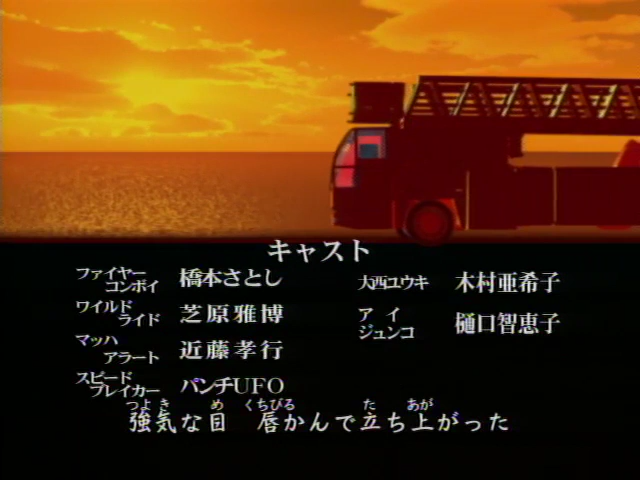 キャスト
ファイヤーコンボイ 橋本さとし
ワイルドライド 芝原雅博
マッハアラート 近藤孝行
スピードブレイカー パンチUFO
大西ユウキ 木村亜希子
アイジュンコ 樋口智恵子
つよき め くちびる た あが
強気な目 唇かんで立ち上がった